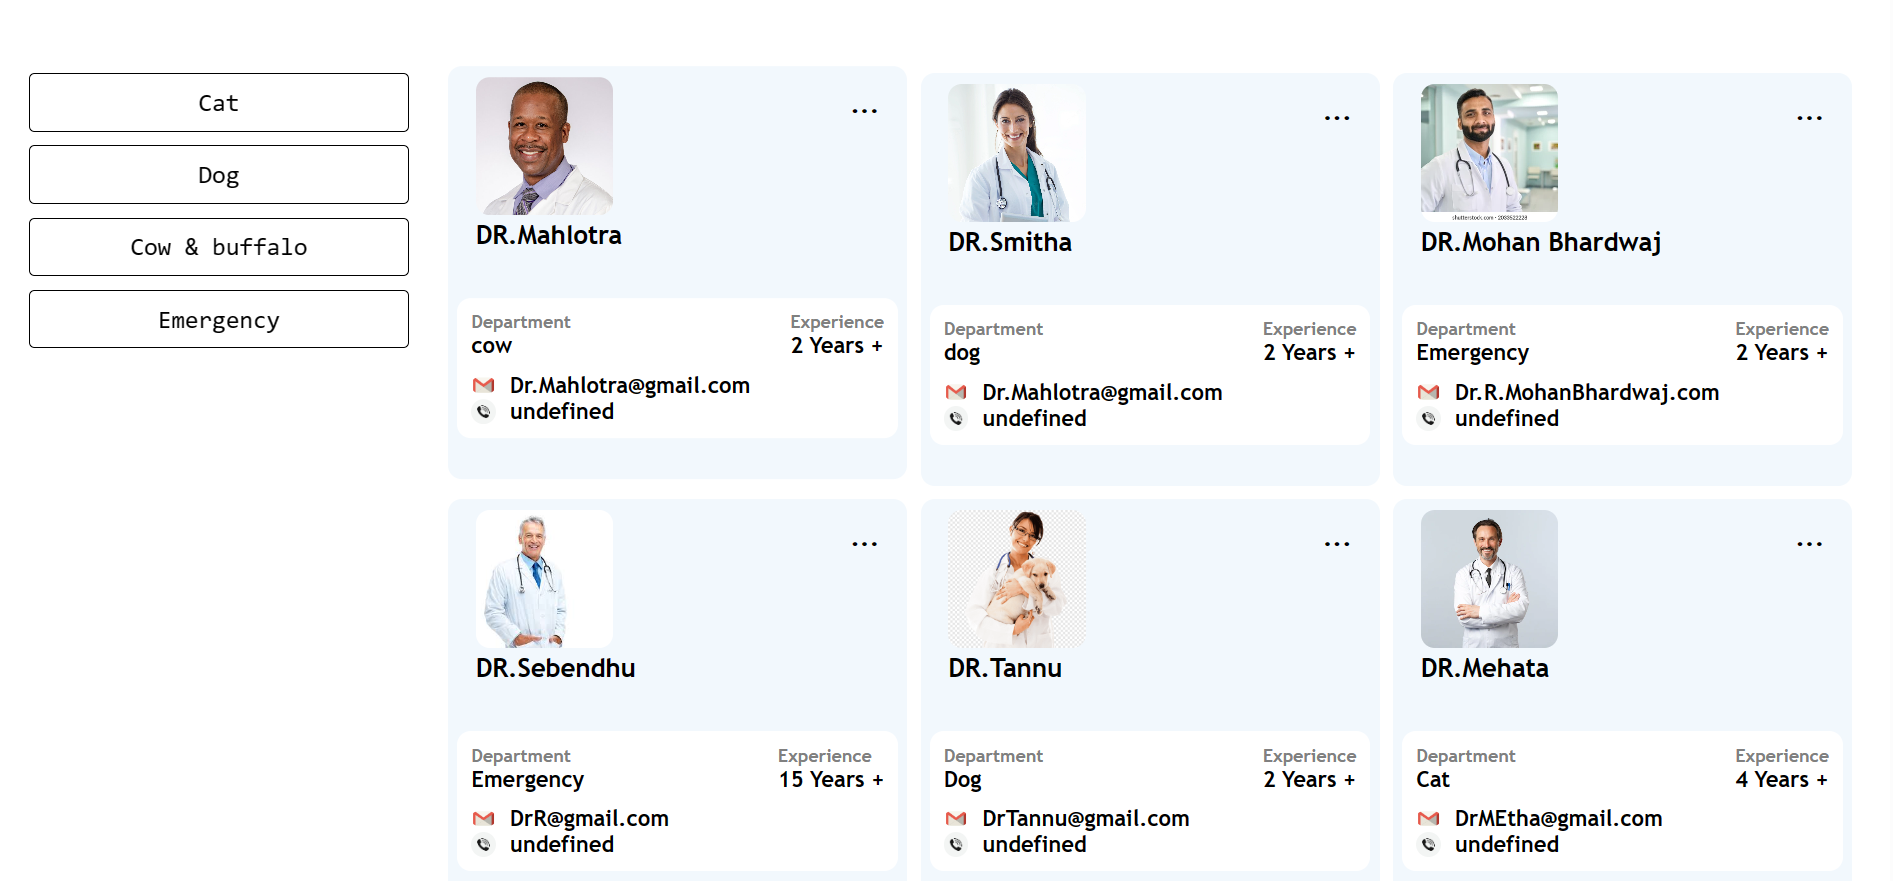 Cat
Dog
Cow & buffalo
Emergency
...
DR.Mahlotra
Department Experience
cow 2 Years +
Dr.Mahlotra@gmail.com
undefined
...
DR.Smitha
Department Experience
dog 2 Years +
Dr.Mahlotra@gmail.com
undefined
...
shutterstock.com · 2033522228
DR.Mohan Bhardwaj
Department Experience
Emergency 2 Years +
Dr.R.MohanBhardwaj.com
undefined
...
DR.Sebendhu
Department Experience
Emergency 15 Years +
DrR@gmail.com
undefined
...
DR.Tannu
Department Experience
Dog 2 Years +
DrTannu@gmail.com
undefined
...
DR.Mehata
Department Experience
Cat 4 Years +
DrMEtha@gmail.com
undefined